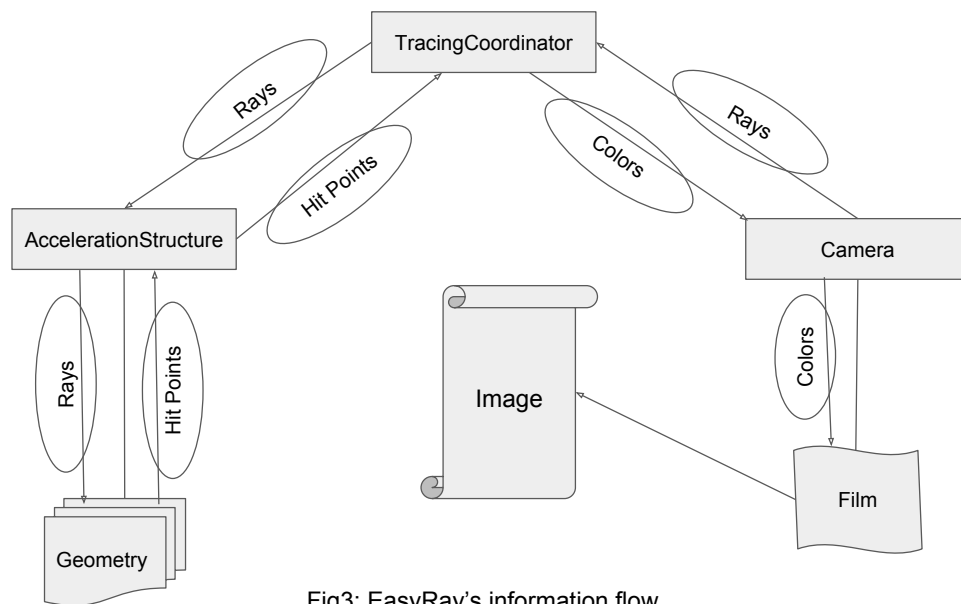 TracingCoordinator
Rays
Rays
Colors
Hit Points
AccelerationStructure
Camera
Rays
Hit Points
Colors
Image
Geometry
Film
Fig3: EasyRay's information flow